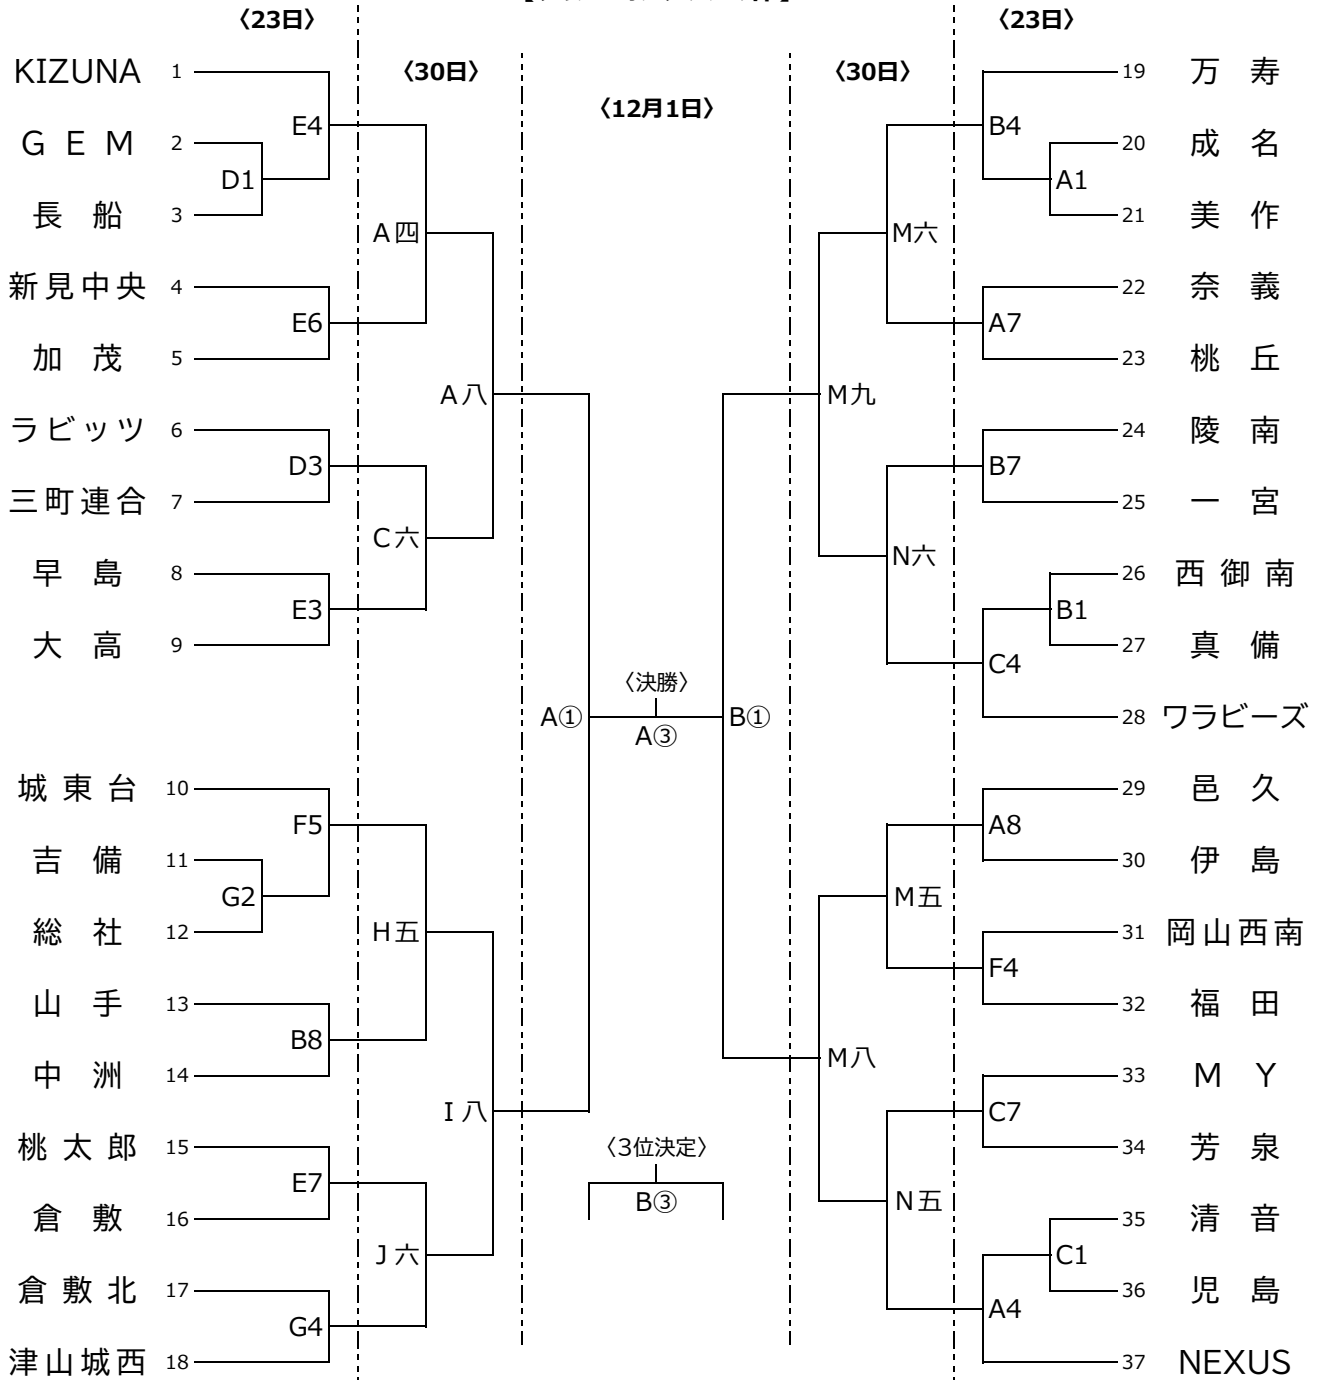 〈23日〉
〈23日〉
〈30日〉
〈30日〉
〈12月1日〉
KIZUNA 1
GEM 2
長船 3
新見中央 4
加茂 5
ラビッツ 6
三町連合 7
早島 8
大高 9
城東台 10
吉備 11
総社 12
山手 13
中洲 14
桃太郎 15
倉敷 16
倉敷北 17
津山城西 18
E4
D1
E6
D3
E3
F5
G2
B8
E7
G4
A四
C六
H五
J六
A八
I八
A①
〈決勝〉
A③
B①
〈3位決定〉
B③
M九
M八
M六
N六
M五
N五
B4
A1
A7
B7
B1
C4
A8
F4
C7
C1
A4
19 万寿
20 成名
21 美作
22 奈義
23 桃丘
24 陵南
25 一宮
26 西御南
27 真備
28 ワラビーズ
29 邑久
30 伊島
31 岡山西南
32 福田
33 MY
34 芳泉
35 清音
36 児島
37 NEXUS